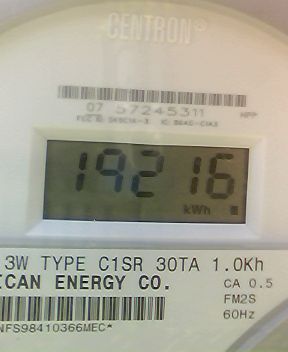 CENTRON®
07 57245311
19216
kWh
3W TYPE C1SR 30TA 1.0Kh
ICAN ENERGY CO.
CA 0.5
FM2S
60Hz
NFS98410366MEC*